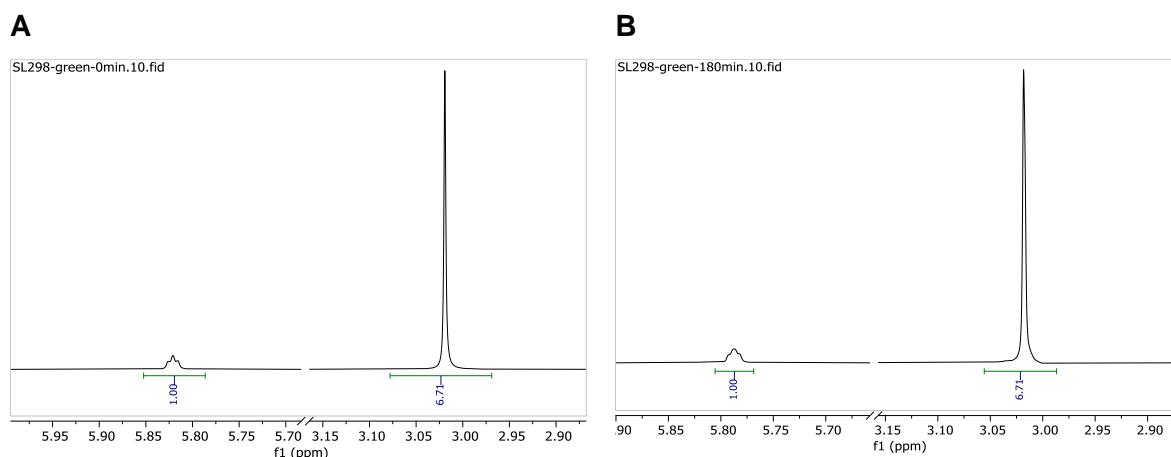 A
SL298-green-0min.10.fid
1.00
6.71
5.95 5.90 5.85 5.80 5.75 5.70 3.15 3.10 3.05 3.00 2.95 2.90
f1 (ppm)
B
SL298-green-180min.10.fid
1.00
6.71
.90 5.85 5.80 5.75 5.70 3.10 3.05 3.00 2.95 2.90
f1 (ppm)